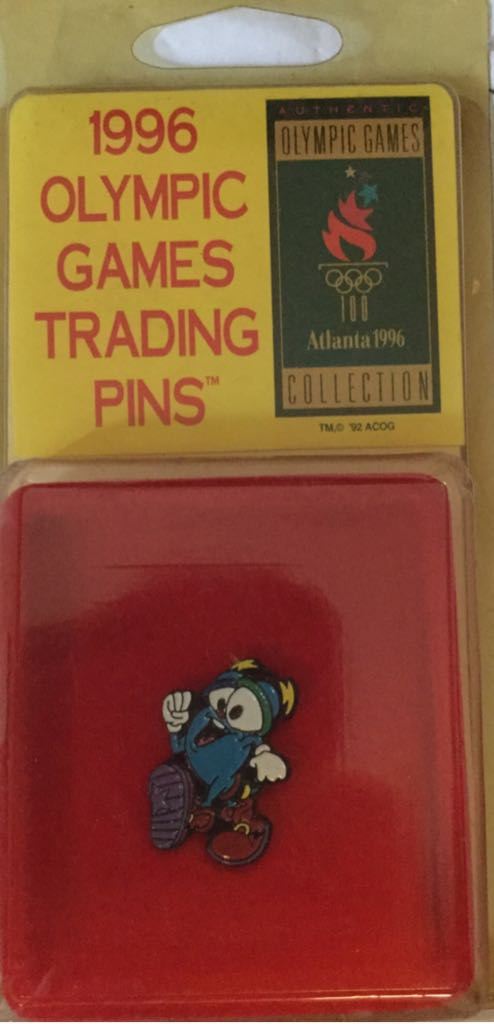 1996
OLYMPIC
GAMES
TRADING
PINS™
AUTHENTIC
OLYMPIC GAMES
100
Atlanta 1996
COLLECTION
TM,© '92 ACOG